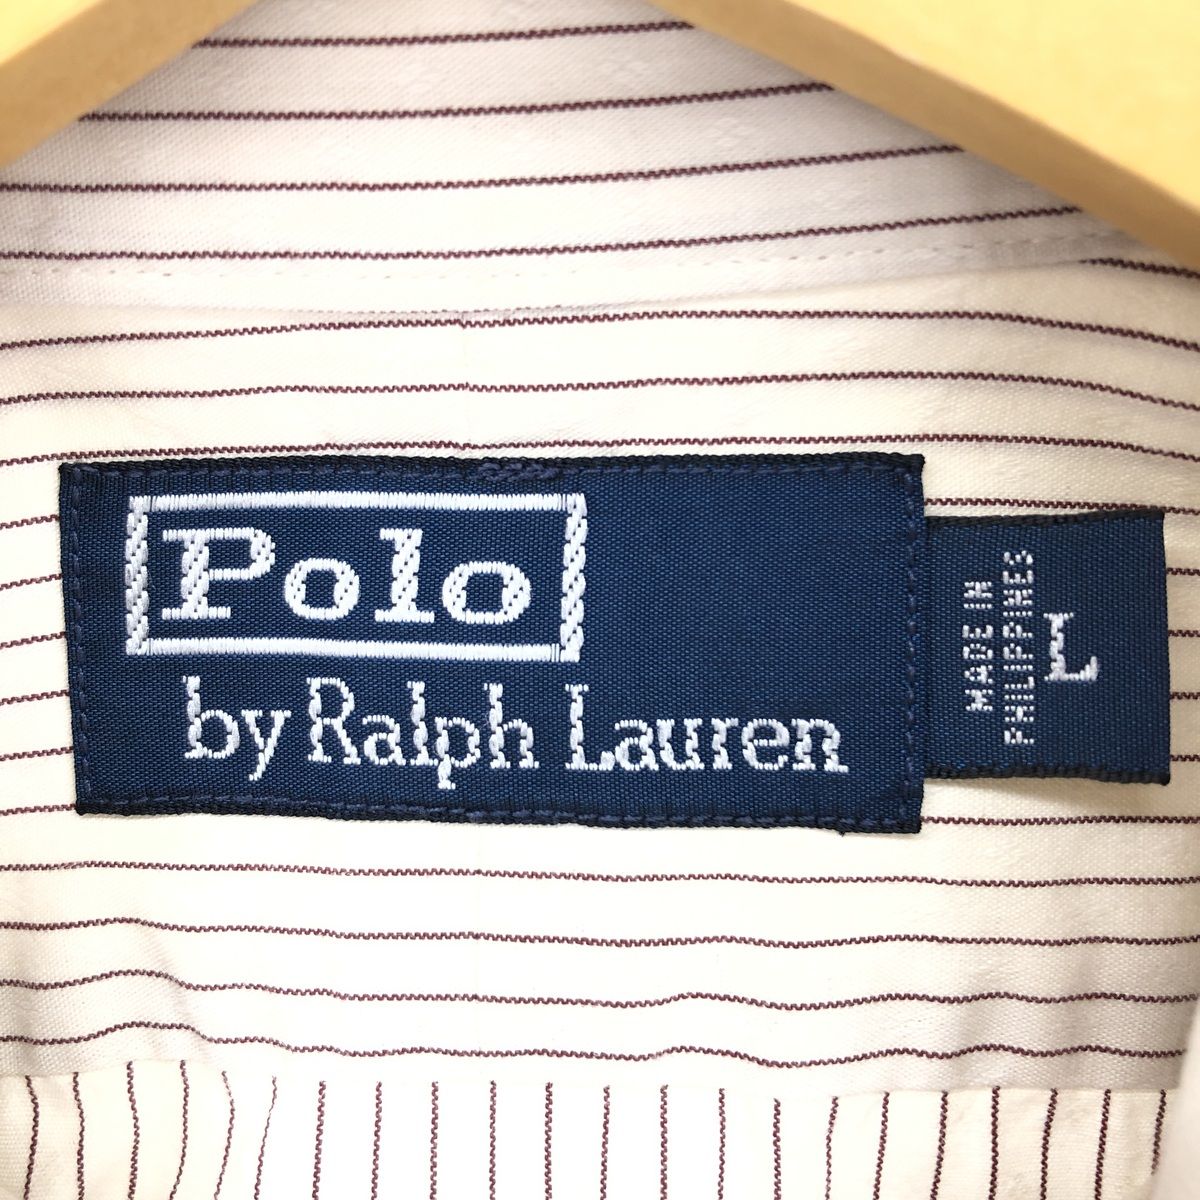 Polo
by Ralph Lauren
MADE IN
PHILIPPINES
L